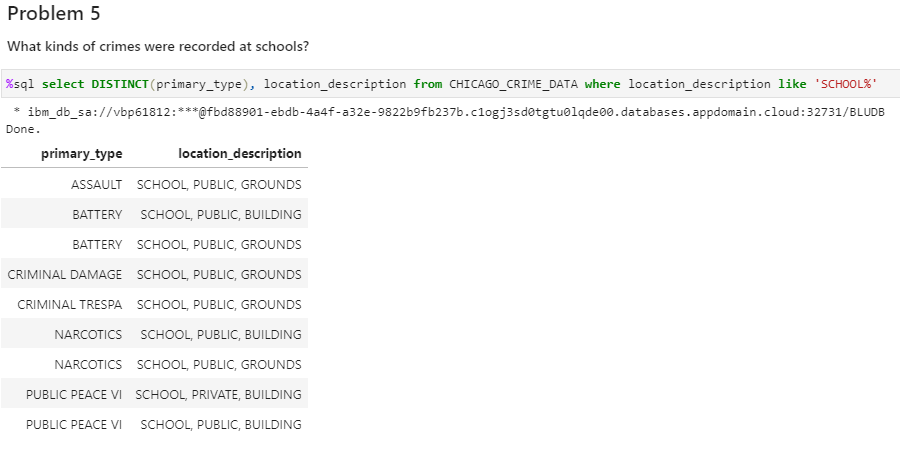 Problem 5
What kinds of crimes were recorded at schools?
%sql select DISTINCT(primary_type), location_description from CHICAGO_CRIME_DATA where location_description like 'SCHOOL%'
* ibm_db_sa://vbp61812:***@fbd88901-ebdb-4a4f-a32e-9822b9fb237b.c1ogj3sd0tgtu0lqde00.databases.appdomain.cloud:32731/BLUDB
Done.
primary_type location_description
ASSAULT SCHOOL, PUBLIC, GROUNDS
BATTERY SCHOOL, PUBLIC, BUILDING
BATTERY SCHOOL, PUBLIC, GROUNDS
CRIMINAL DAMAGE SCHOOL, PUBLIC, GROUNDS
CRIMINAL TRESPA SCHOOL, PUBLIC, GROUNDS
NARCOTICS SCHOOL, PUBLIC, BUILDING
NARCOTICS SCHOOL, PUBLIC, GROUNDS
PUBLIC PEACE VI SCHOOL, PRIVATE, BUILDING
PUBLIC PEACE VI SCHOOL, PUBLIC, BUILDING